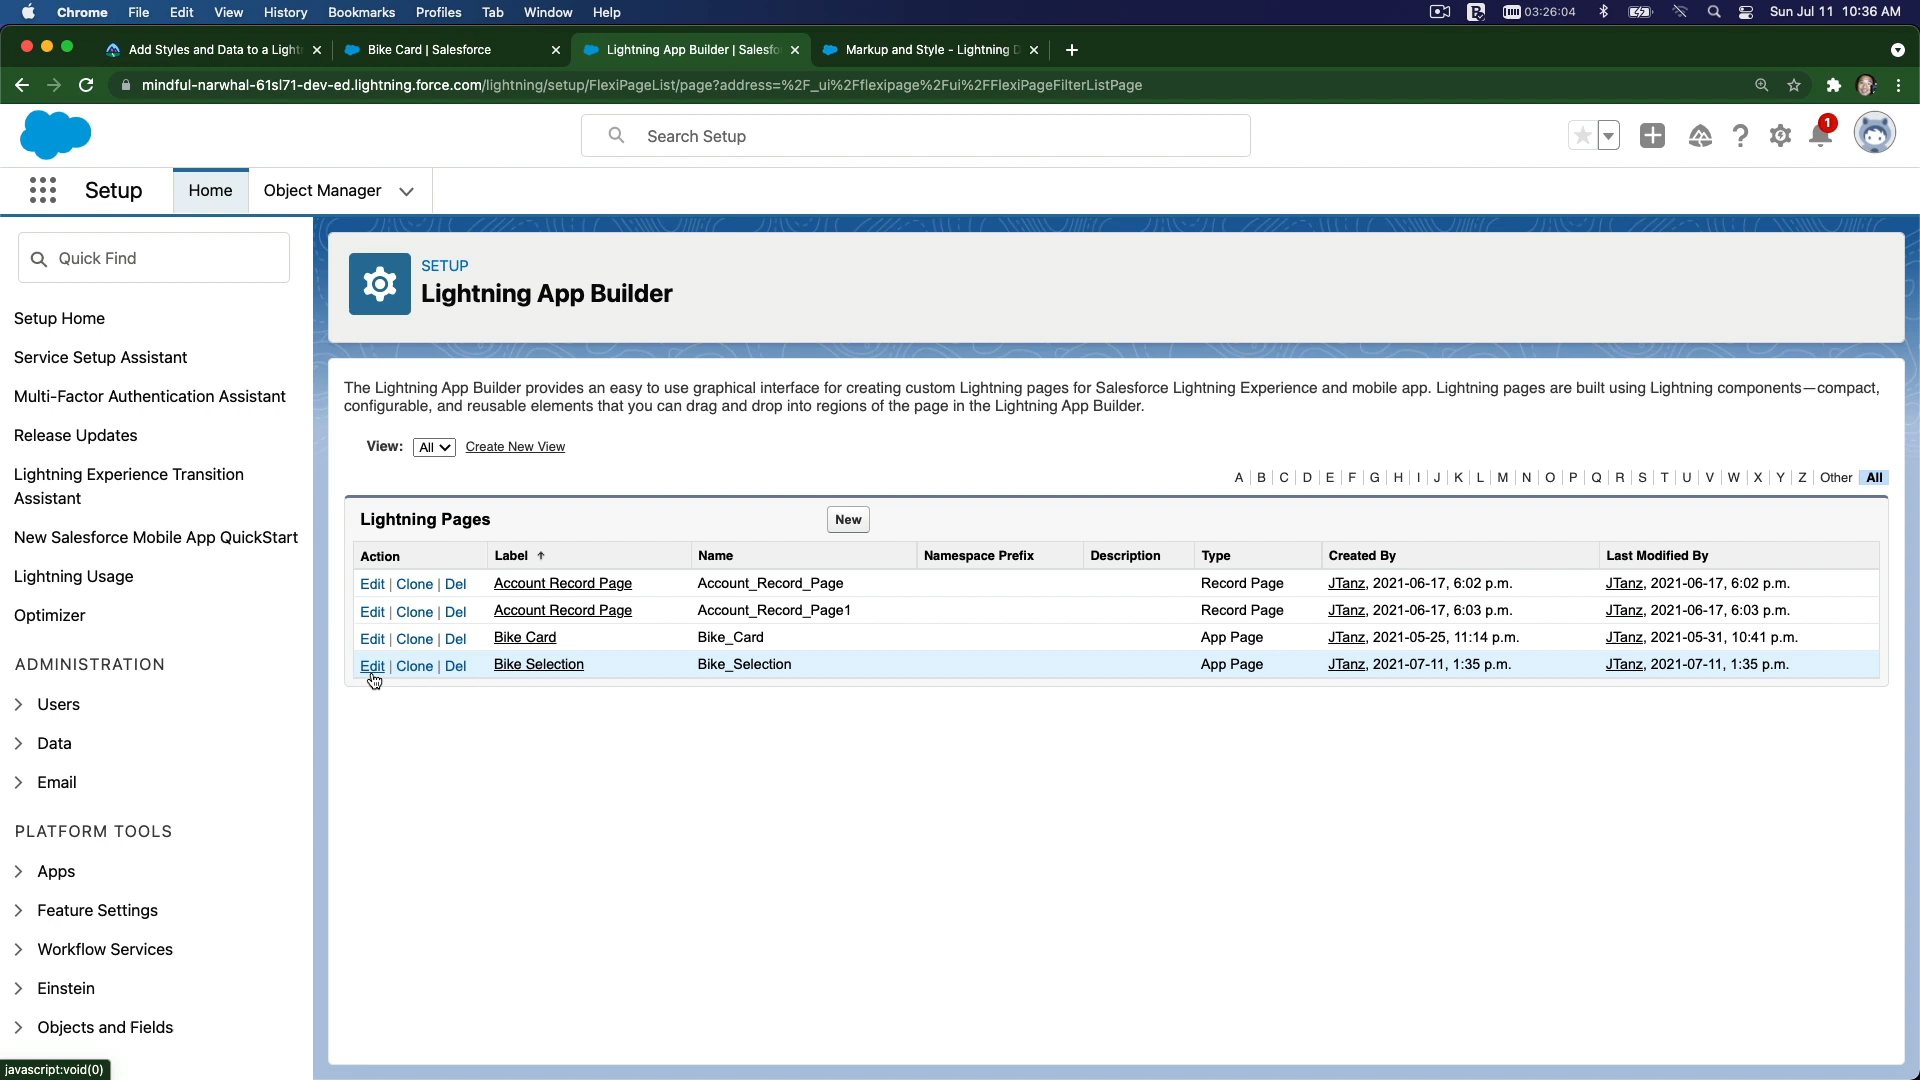 Chrome File Edit View History Bookmarks Profiles Tab Window Help 03:26:04 Sun Jul 11 10:36 AM
Add Styles and Data to a Light Bike Card | Salesforce Lightning App Builder | Salesfo Markup and Style - Lightning D
mindful-narwhal-61sl71-dev-ed.lightning.force.com/lightning/setup/FlexiPageList/page?address=%2F_ui%2Fflexipage%2Fui%2FFlexiPageFilterListPage
Search Setup
1
Setup Home Object Manager
Quick Find
Setup Home
Service Setup Assistant
Multi-Factor Authentication Assistant
Release Updates
Lightning Experience Transition
Assistant
New Salesforce Mobile App QuickStart
Lightning Usage
Optimizer
ADMINISTRATION
Users
Data
Email
PLATFORM TOOLS
Apps
Feature Settings
Workflow Services
Einstein
Objects and Fields
javascript:void(0)
SETUP
Lightning App Builder
The Lightning App Builder provides an easy to use graphical interface for creating custom Lightning pages for Salesforce Lightning Experience and mobile app. Lightning pages are built using Lightning components—compact,
configurable, and reusable elements that you can drag and drop into regions of the page in the Lightning App Builder.
View: All Create New View
A | B | C | D | E | F | G | H | I | J | K | L | M | N | O | P | Q | R | S | T | U | V | W | X | Y | Z | Other All
Lightning Pages New
Action Label Name Namespace Prefix Description Type Created By Last Modified By
Edit | Clone | Del Account Record Page Account_Record_Page Record Page JTanz, 2021-06-17, 6:02 p.m. JTanz, 2021-06-17, 6:02 p.m.
Edit | Clone | Del Account Record Page Account_Record_Page1 Record Page JTanz, 2021-06-17, 6:03 p.m. JTanz, 2021-06-17, 6:03 p.m.
Edit | Clone | Del Bike Card Bike_Card App Page JTanz, 2021-05-25, 11:14 p.m. JTanz, 2021-05-31, 10:41 p.m.
Edit | Clone | Del Bike Selection Bike_Selection App Page JTanz, 2021-07-11, 1:35 p.m. JTanz, 2021-07-11, 1:35 p.m.